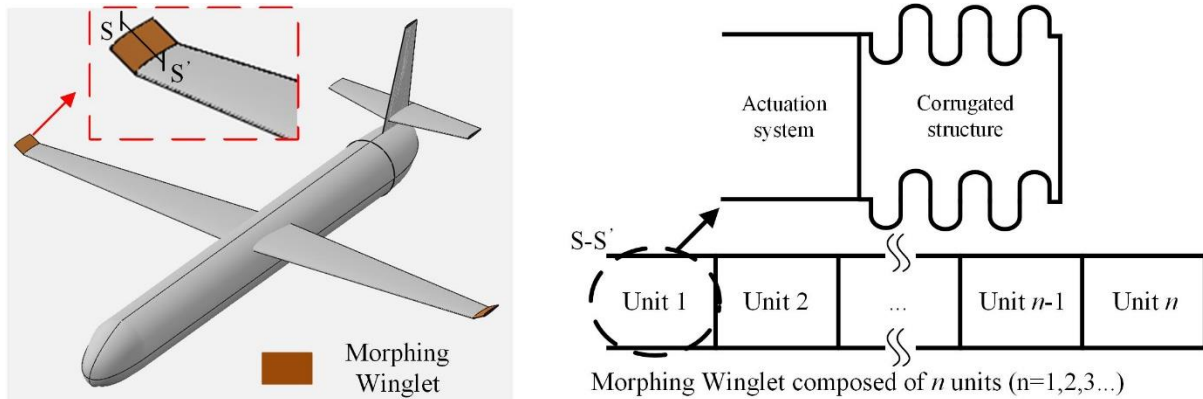 S
S’
Morphing
Winglet
Actuation
system
Corrugated
structure
S-S’
Unit 1
Unit 2
...
Unit n-1
Unit n
Morphing Winglet composed of n units (n=1,2,3...)